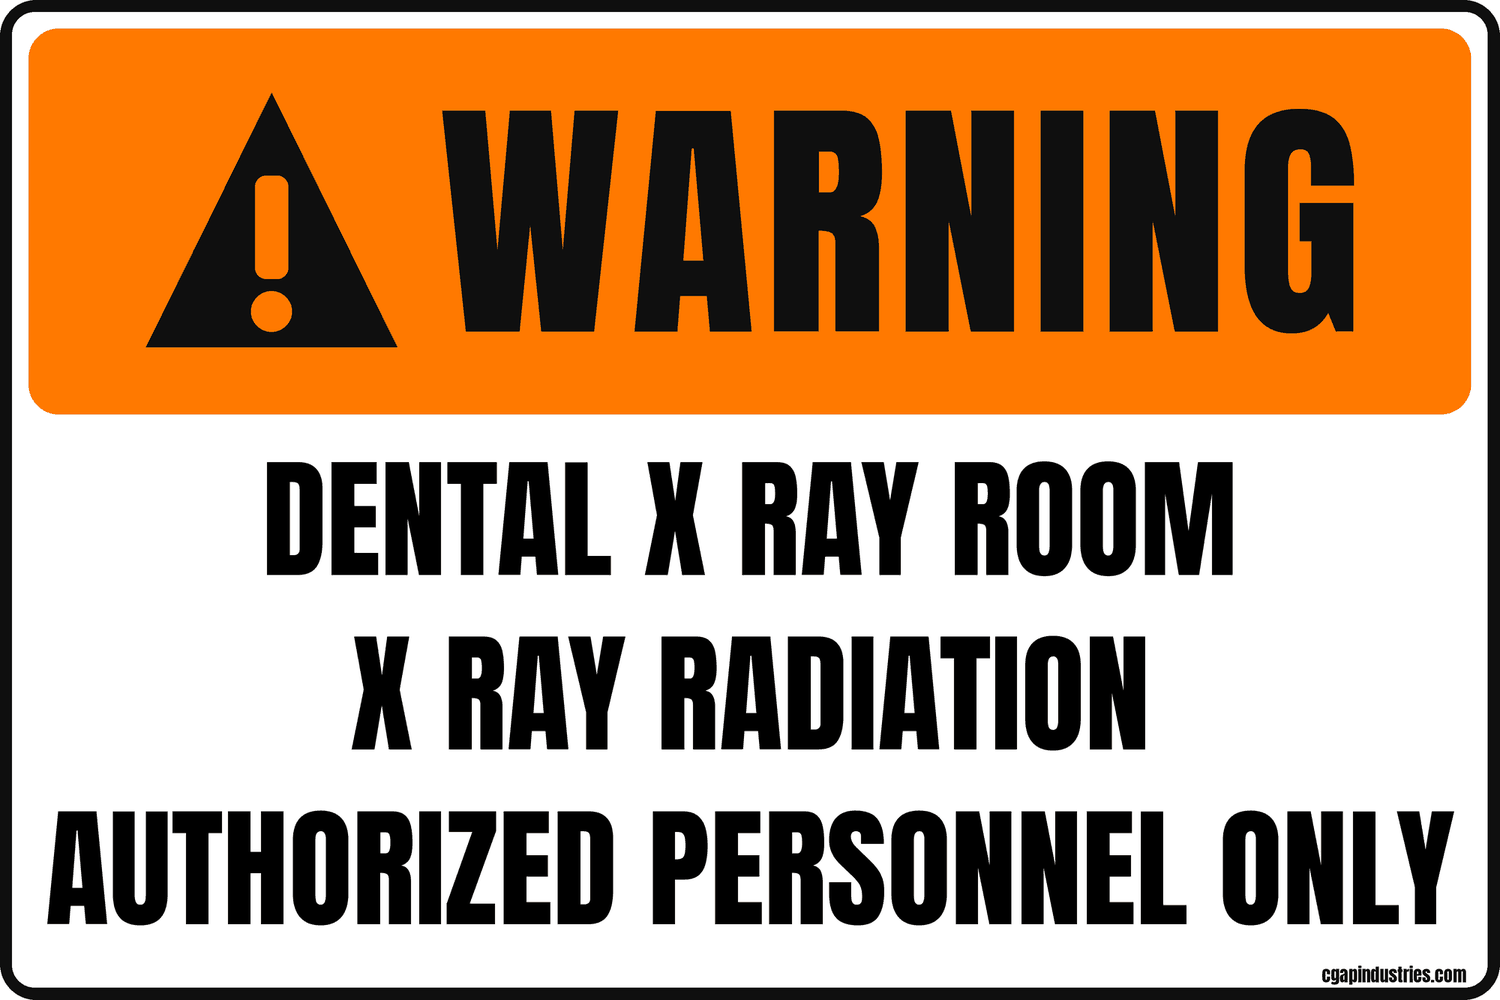 WARNING
DENTAL X RAY ROOM
X RAY RADIATION
AUTHORIZED PERSONNEL ONLY
cgapindustries.com